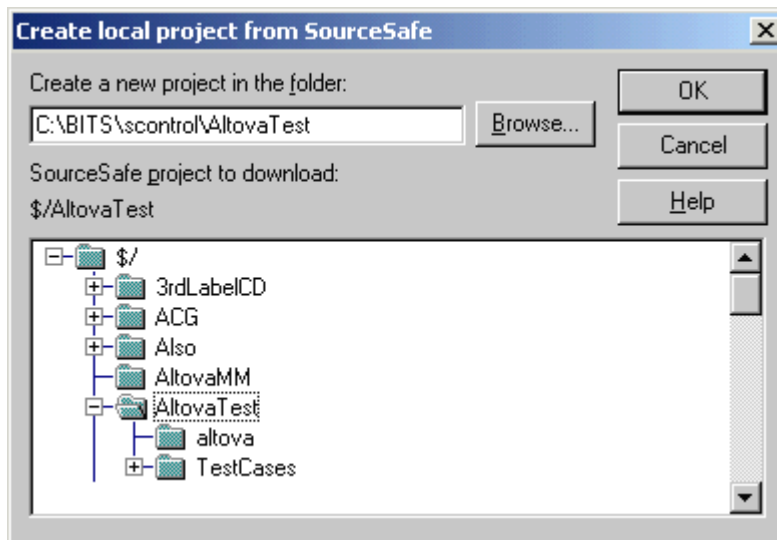 Create local project from SourceSafe
Create a new project in the folder:
C:\BITS\scontrol\AltovaTest
Browse...
OK
Cancel
Help
SourceSafe project to download:
$/AltovaTest
$/
3rdLabelCD
ACG
Also
AltovaMM
AltovaTest
altova
TestCases